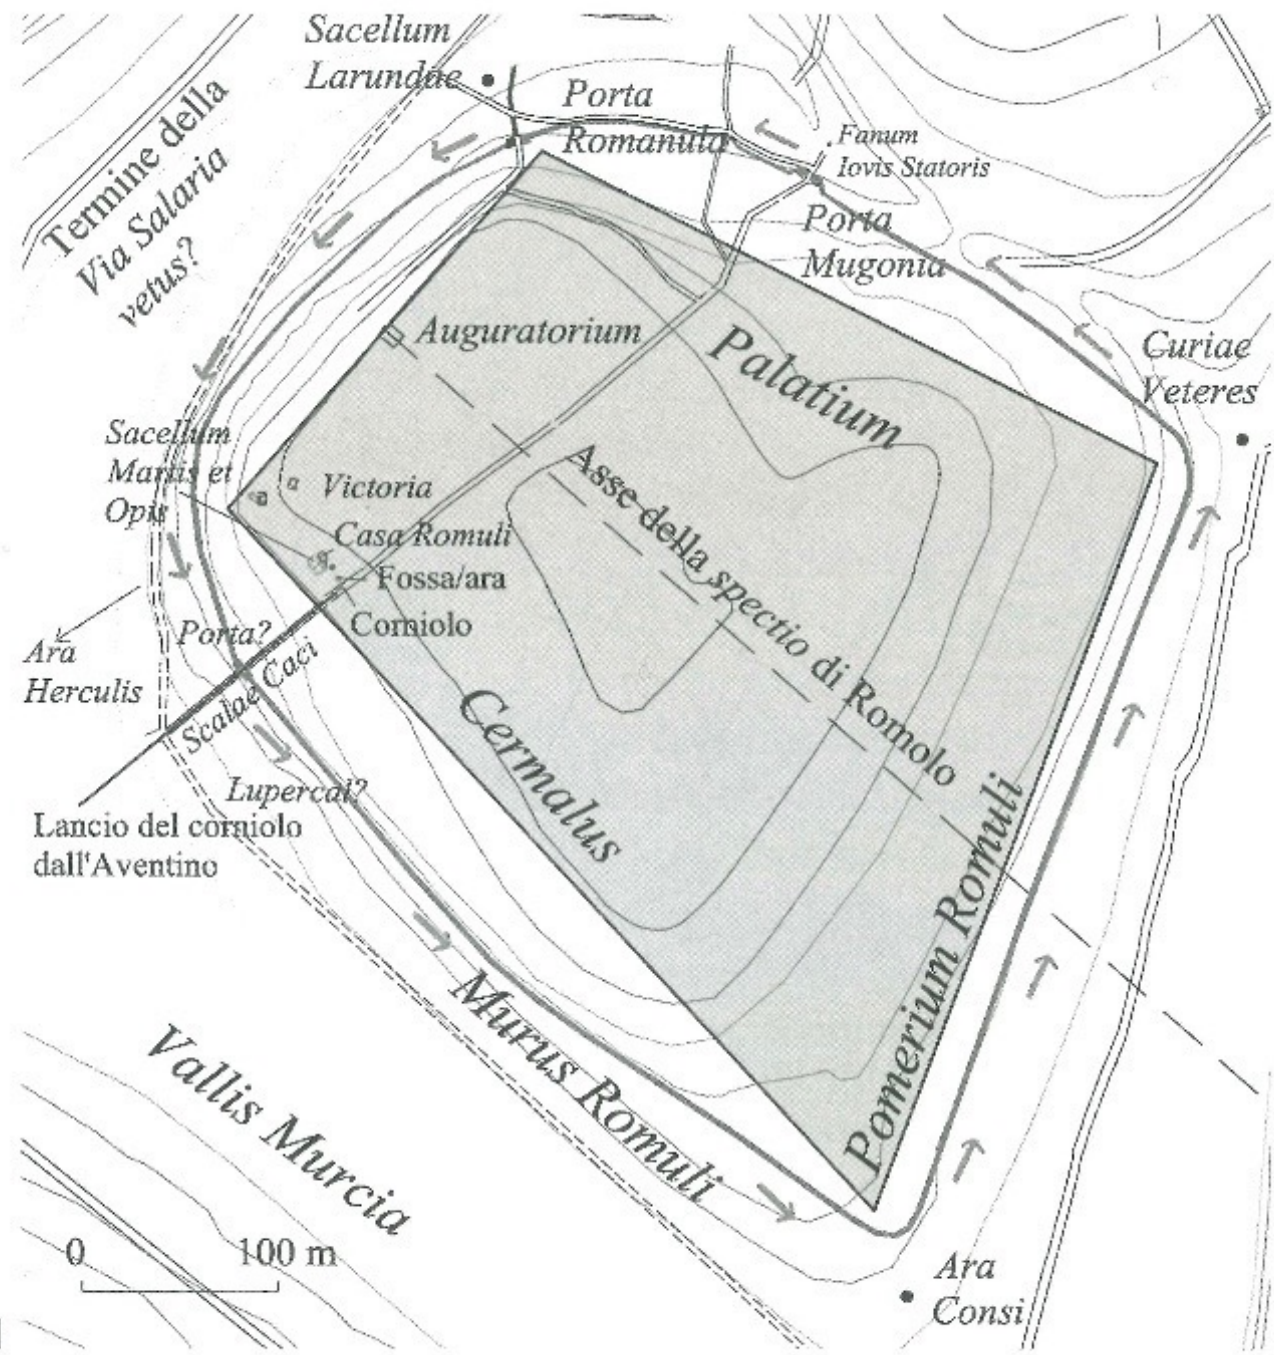 Sacellum
Larundae
Porta
Romanula
Fanum
Iovis Statoris
Termine della
Via Salaria
vetus?
Porta
Mugonia
Auguratorium
Palatium
Curiae
Veteres
Sacellum
Martis et
Opis
Victoria
Casa Romuli
Fossa/ara
Corniolo
Asse della spectio di Romolo
Porta?
Ara
Herculis
Scalae Caci
Cermalus
Lupercal?
Lancio del corniolo
dall'Aventino
Pomerium Romuli
Murus Romuli
Vallis Murcia
0 100 m
Ara
Consi